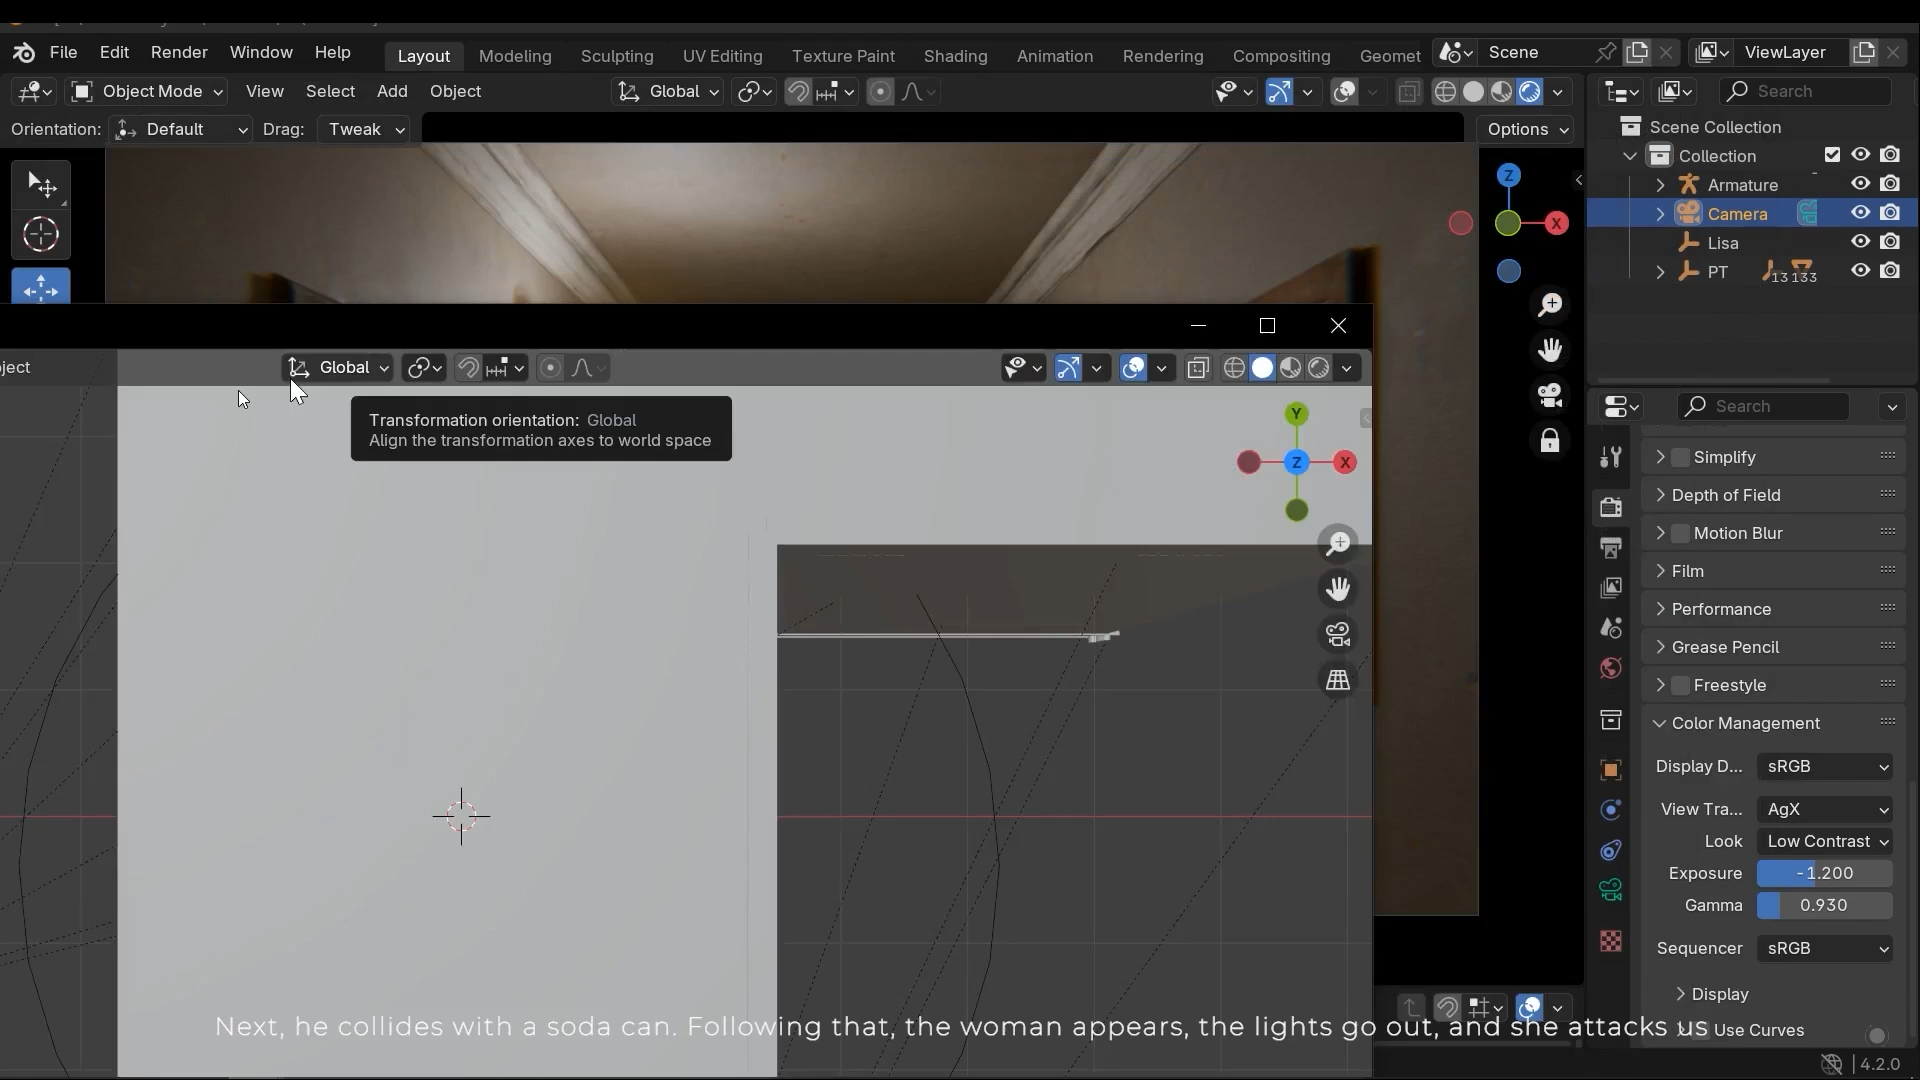 File Edit Render Window Help Layout Modeling Sculpting UV Editing Texture Paint Shading Animation Rendering Compositing Geomet Scene ViewLayer
Object Mode View Select Add Object Global Search
Orientation: Default Drag: Tweak Options
Scene Collection
Collection
Armature
Camera
Lisa
PT 13 133
Z
X
ject Global
Transformation orientation: Global
Align the transformation axes to world space
Y
Z
X
Search
Simplify
Depth of Field
Motion Blur
Film
Performance
Grease Pencil
Freestyle
Color Management
Display D... sRGB
View Tra... AgX
Look Low Contrast
Exposure -1.200
Gamma 0.930
Sequencer sRGB
Display
Use Curves
Next, he collides with a soda can. Following that, the woman appears, the lights go out, and she attacks us
4.2.0